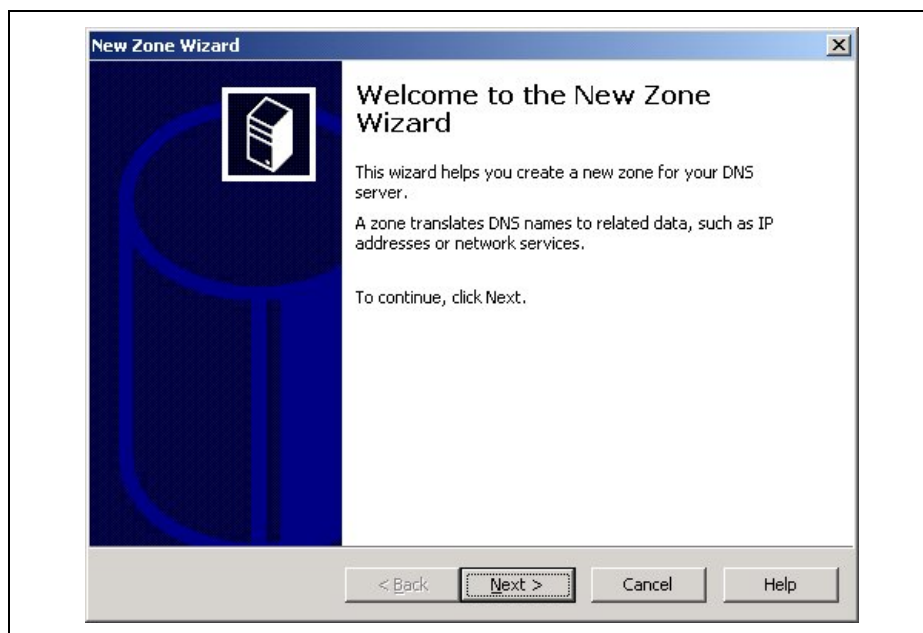 New Zone Wizard
Welcome to the New Zone
Wizard
This wizard helps you create a new zone for your DNS
server.
A zone translates DNS names to related data, such as IP
addresses or network services.
To continue, click Next.
< Back
Next >
Cancel
Help